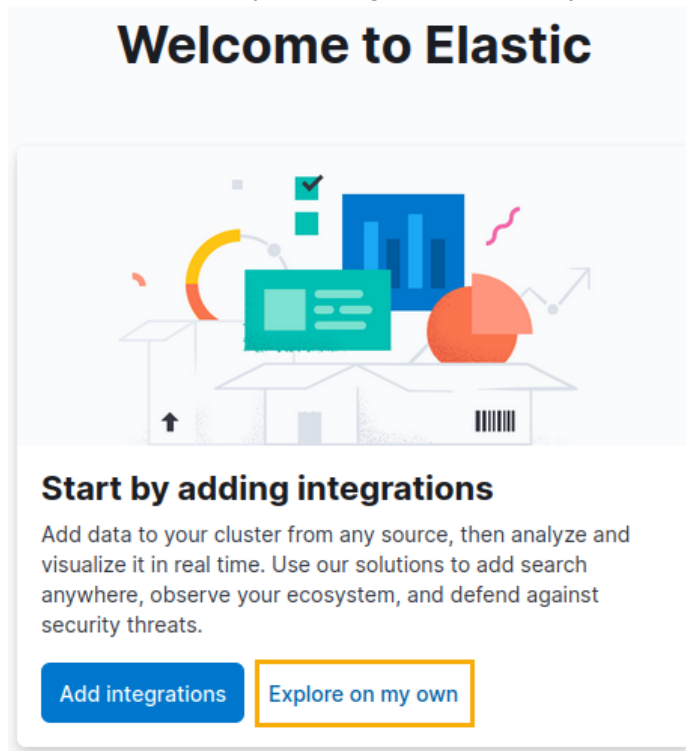 Welcome to Elastic
Start by adding integrations
Add data to your cluster from any source, then analyze and
visualize it in real time. Use our solutions to add search
anywhere, observe your ecosystem, and defend against
security threats.
Add integrations
Explore on my own